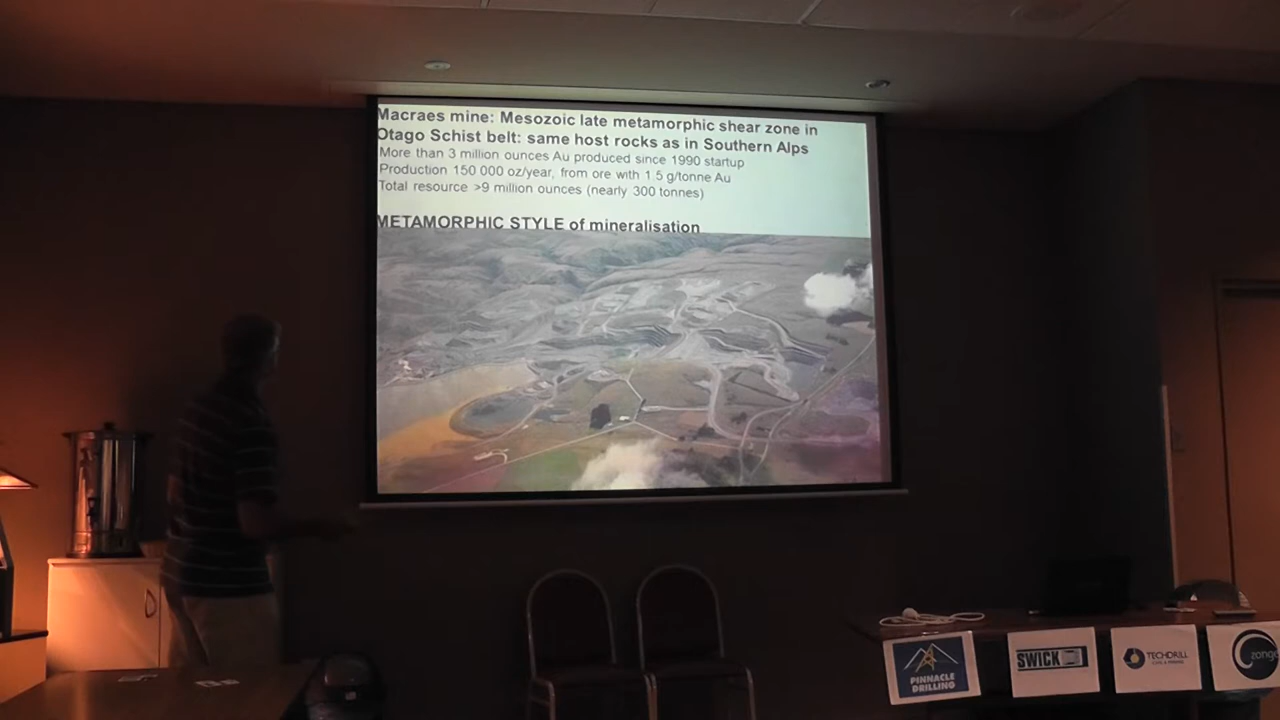 Macraes mine: Mesozoic late metamorphic shear zone in
Otago Schist belt: same host rocks as in Southern Alps
More than 3 million ounces Au produced since 1990 startup
Production 150 000 oz/year, from ore with 1.5 g/tonne Au
Total resource >9 million ounces (nearly 300 tonnes)
METAMORPHIC STYLE of mineralisation
PINNACLE
DRILLING
SWICK
TECHDRILL
zonge